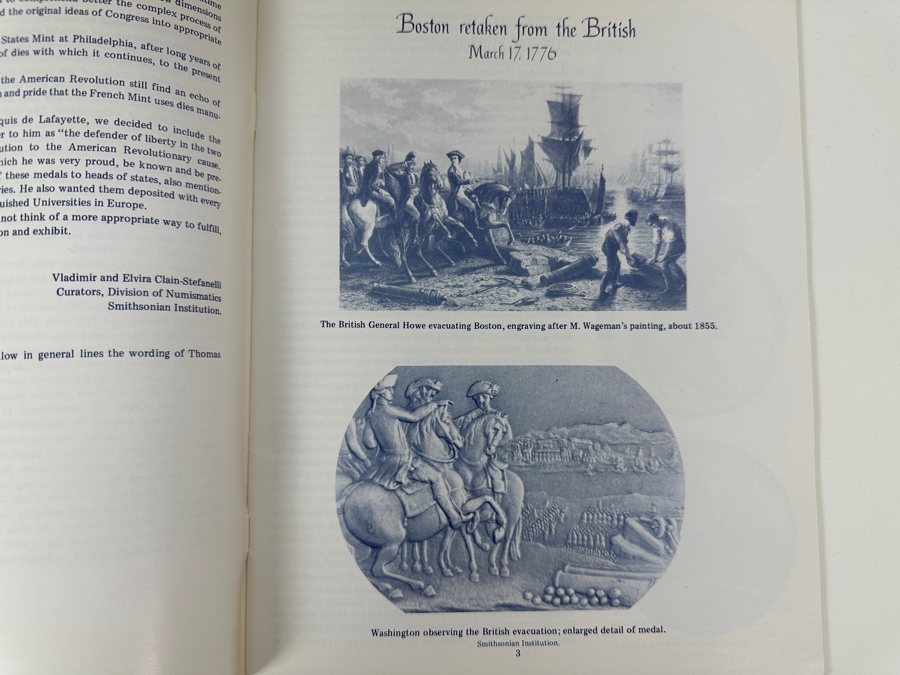 better the complex process of
d the original ideas of Congress into appropriate
States Mint at Philadelphia, after long years of
of dies with which it continues, to the present
the American Revolution still find an echo of
and pride that the French Mint uses dies manu-
quis de Lafayette, we decided to include the
r to him as "the defender of liberty in the two
ution to the American Revolutionary cause.
hich he was very proud, be known and be pre-
these medals to heads of states, also mention-
ries. He also wanted them deposited with every
uished Universities in Europe.
not think of a more appropriate way to fulfill,
on and exhibit.
Vladimir and Elvira Clain-Stefanelli
Curators, Division of Numismatics
Smithsonian Institution.
low in general lines the wording of Thomas
Boston retaken from the British
March 17, 1776
The British General Howe evacuating Boston, engraving after M. Wageman's painting, about 1855.
Washington observing the British evacuation; enlarged detail of medal.
Smithsonian Institution.
3